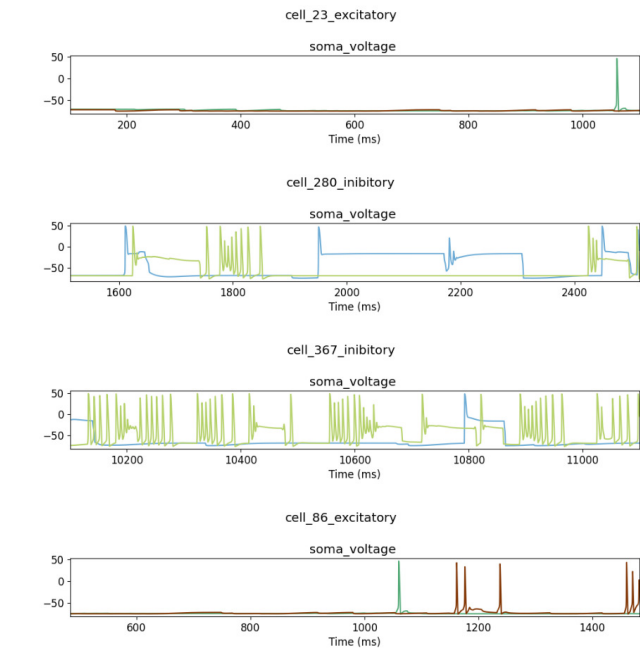 cell_23_excitatory
soma_voltage
50
0
−50
200 400 600 800 1000
Time (ms)
cell_280_inibitory
soma_voltage
50
0
−50
1600 1800 2000 2200 2400
Time (ms)
cell_367_inibitory
soma_voltage
50
0
−50
10200 10400 10600 10800 11000
Time (ms)
cell_86_excitatory
soma_voltage
50
0
−50
600 800 1000 1200 1400
Time (ms)